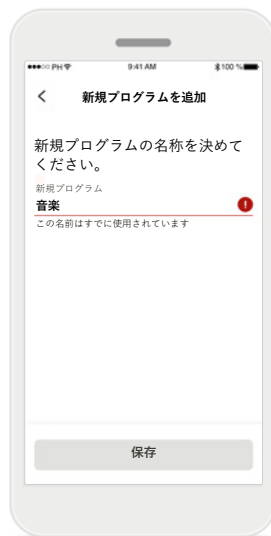 PH 9:41 AM 100 %
新規プログラムを追加
新規プログラムの名称を決めて
ください。
新規プログラム
音楽
この名前はすでに使用されています
保存